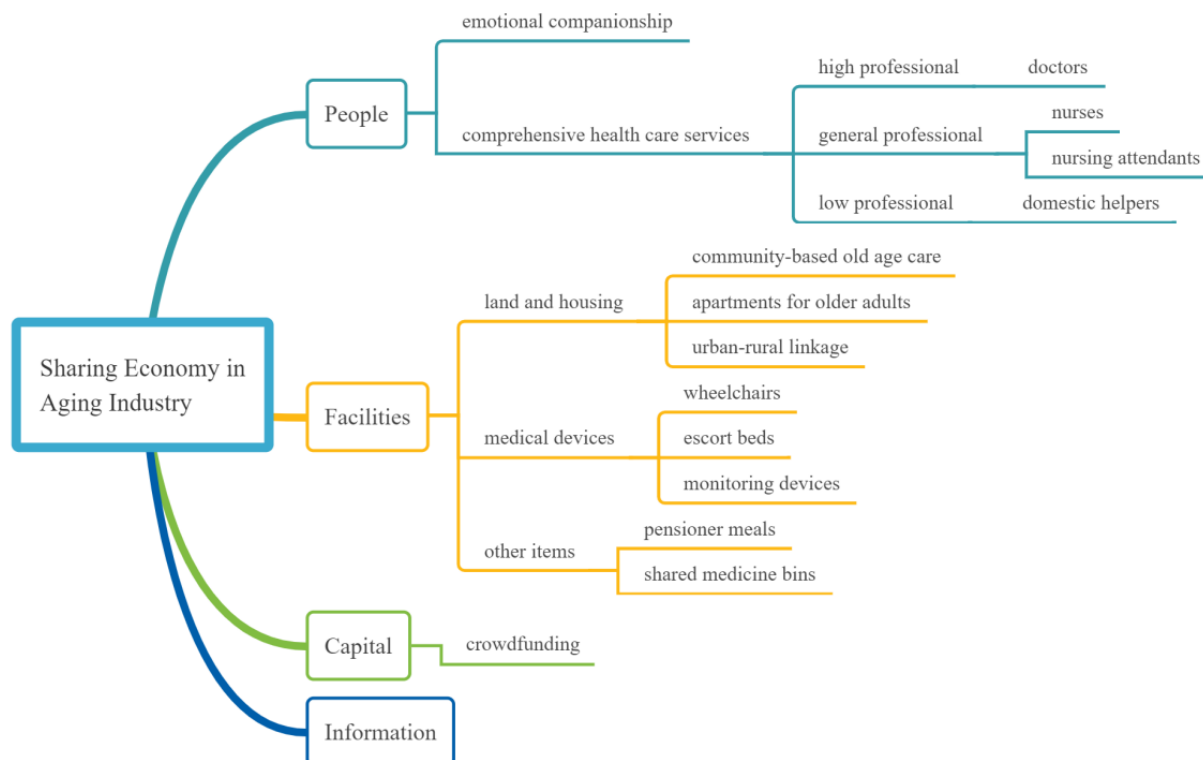 Sharing Economy in
Aging Industry
People
emotional companionship
comprehensive health care services
high professional
doctors
general professional
nurses
nursing attendants
low professional
domestic helpers
Facilities
land and housing
community-based old age care
apartments for older adults
urban-rural linkage
medical devices
wheelchairs
escort beds
monitoring devices
other items
pensioner meals
shared medicine bins
Capital
crowdfunding
Information